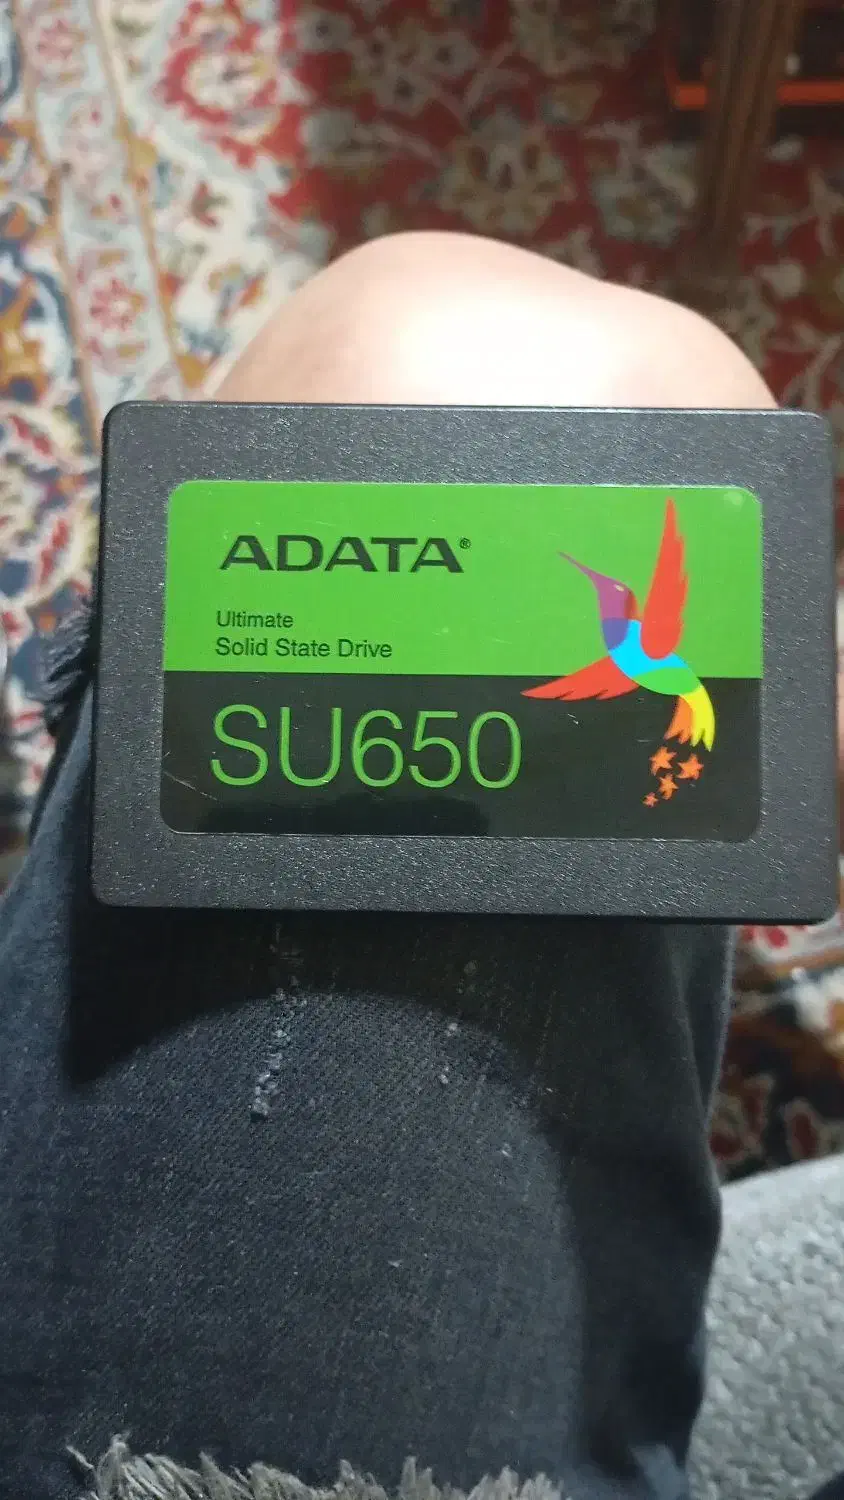 ADATA®
Ultimate
Solid State Drive
SU650